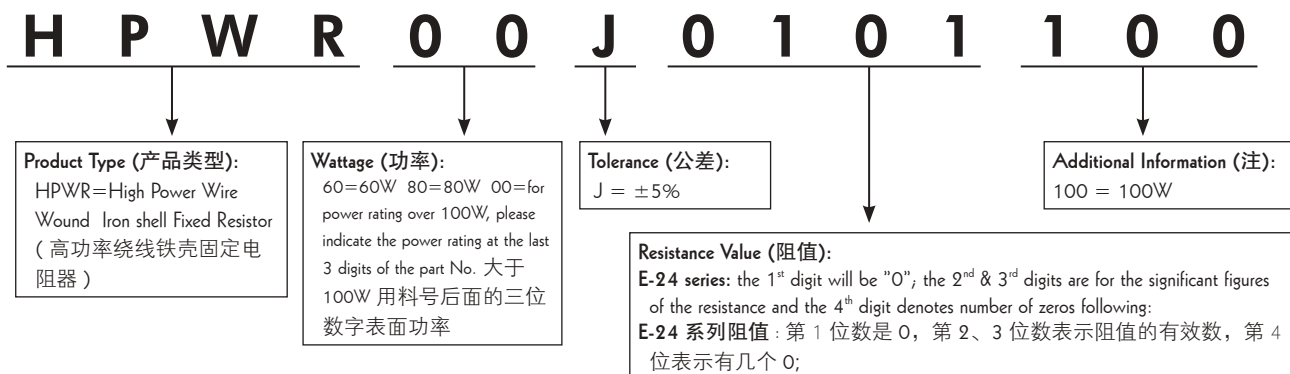 H P W R 0 0 J 0 1 0 1 1 0 0
Product Type (产品类型):
HPWR=High Power Wire
Wound Iron shell Fixed Resistor
( 高功率绕线铁壳固定电
阻器 )
Wattage (功率):
60=60W 80=80W 00=for
power rating over 100W, please
indicate the power rating at the last
3 digits of the part No. 大于
100W 用料号后面的三位
数字表面功率
Tolerance (公差):
J = ±5%
Additional Information (注):
100 = 100W
Resistance Value (阻值):
E-24 series: the 1st digit will be "0"; the 2nd & 3rd digits are for the significant figures
of the resistance and the 4th digit denotes number of zeros following:
E-24 系列阻值 : 第 1 位数是 0，第 2、3 位数表示阻值的有效数，第 4
位表示有几个 0;